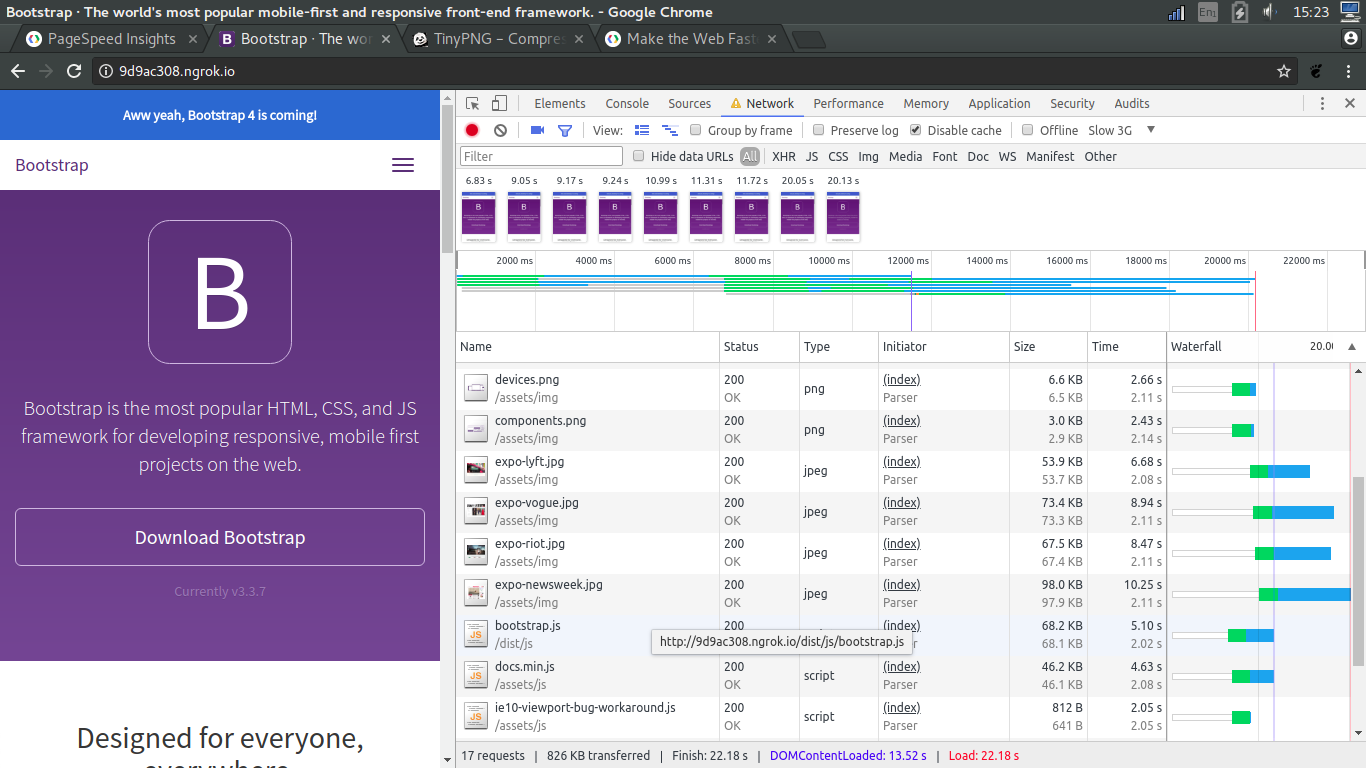 Bootstrap · The world's most popular mobile-first and responsive front-end framework. - Google Chrome
En1
15:23
PageSpeed Insights ×
Bootstrap · The wor ×
TinyPNG – Compres ×
Make the Web Fast ×
9d9ac308.ngrok.io
Aww yeah, Bootstrap 4 is coming!
Bootstrap
B
Bootstrap is the most popular HTML, CSS, and JS
framework for developing responsive, mobile first
projects on the web.
Download Bootstrap
Currently v3.3.7
Designed for everyone,
everywhere.
Elements Console Sources Network Performance Memory Application Security Audits
View: Group by frame Preserve log Disable cache Offline Slow 3G
Filter Hide data URLs All XHR JS CSS Img Media Font Doc WS Manifest Other
6.83 s 9.05 s 9.17 s 9.24 s 10.99 s 11.31 s 11.72 s 20.05 s 20.13 s
2000 ms 4000 ms 6000 ms 8000 ms 10000 ms 12000 ms 14000 ms 16000 ms 18000 ms 20000 ms 22000 ms
Name Status Type Initiator Size Time Waterfall 20.00
devices.png 200 png (index) 6.6 KB 2.66 s
/assets/img OK Parser 6.5 KB 2.11 s
components.png 200 png (index) 3.0 KB 2.43 s
/assets/img OK Parser 2.9 KB 2.14 s
expo-lyft.jpg 200 jpeg (index) 53.9 KB 6.68 s
/assets/img OK Parser 53.7 KB 2.08 s
expo-vogue.jpg 200 jpeg (index) 73.4 KB 8.94 s
/assets/img OK Parser 73.3 KB 2.11 s
expo-riot.jpg 200 jpeg (index) 67.5 KB 8.47 s
/assets/img OK Parser 67.4 KB 2.11 s
expo-newsweek.jpg 200 jpeg (index) 98.0 KB 10.25 s
/assets/img OK Parser 97.9 KB 2.11 s
bootstrap.js 200 (index) 68.2 KB 5.10 s
/dist/js 68.1 KB 2.02 s
http://9d9ac308.ngrok.io/dist/js/bootstrap.js
docs.min.js 200 script (index) 46.2 KB 4.63 s
/assets/js OK Parser 46.1 KB 2.08 s
ie10-viewport-bug-workaround.js 200 script (index) 812 B 2.05 s
/assets/js OK Parser 641 B 2.05 s
17 requests | 826 KB transferred | Finish: 22.18 s | DOMContentLoaded: 13.52 s | Load: 22.18 s